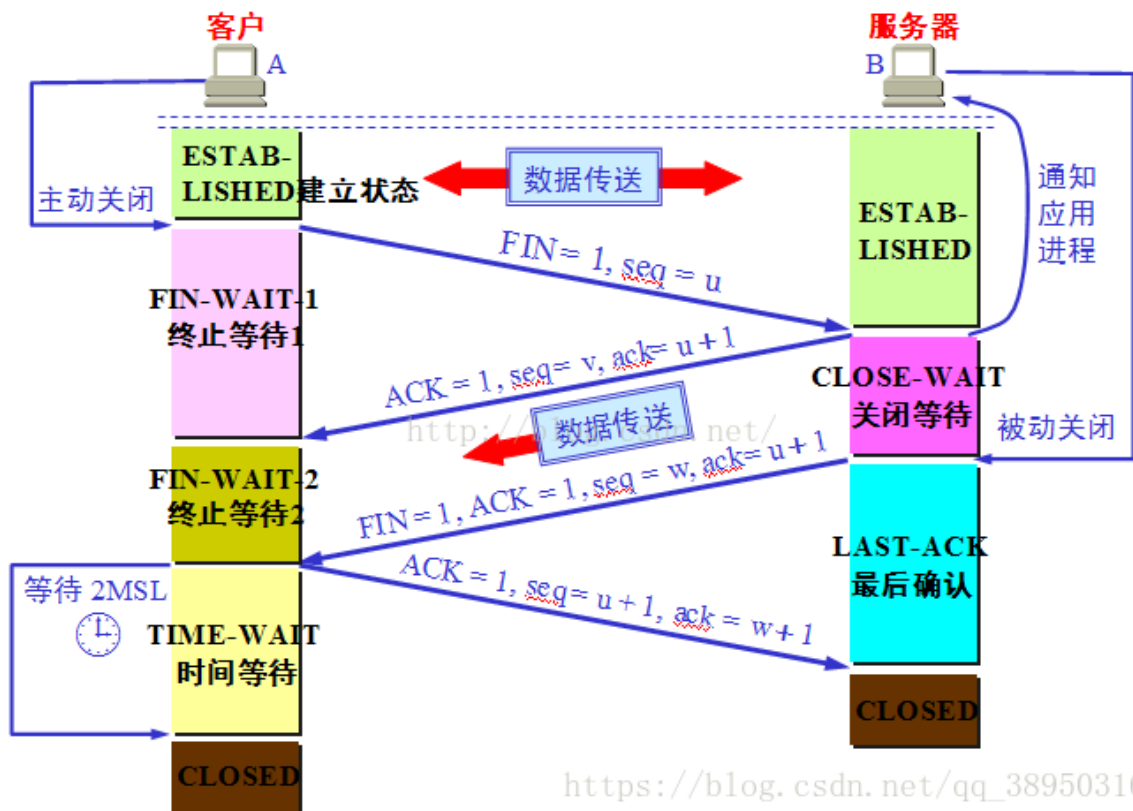 客户
服务器
A
B
ESTAB-
LISHED建立状态
数据传送
主动关闭
通知
应用
进程
ESTAB-
LISHED
FIN = 1, seq = u
FIN-WAIT-1
终止等待1
ACK = 1, seq= v, ack= u + 1
CLOSE-WAIT
关闭等待
http://blog.csdn.net/
数据传送
被动关闭
FIN-WAIT-2
终止等待2
FIN = 1, ACK = 1, seq = w, ack= u + 1
LAST-ACK
最后确认
等待 2MSL
ACK = 1, seq= u + 1, ack = w + 1
TIME-WAIT
时间等待
CLOSED
CLOSED
https://blog.csdn.net/qq_3895031